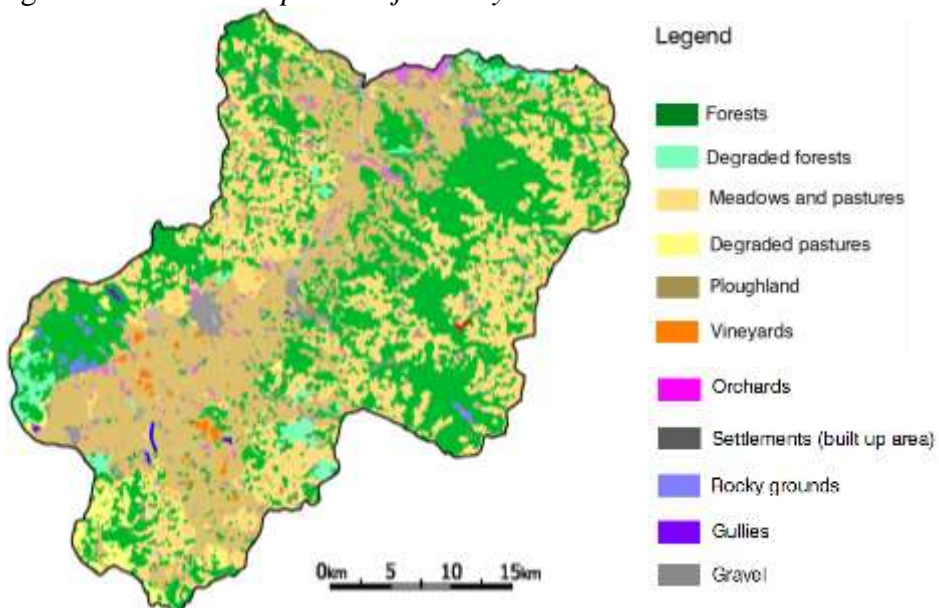 Legend
Forests
Degraded forests
Meadows and pastures
Degraded pastures
Ploughland
Vineyards
Orchards
Settlements (built up area)
Rocky grounds
Gullies
Gravel
0km 5 10 15km